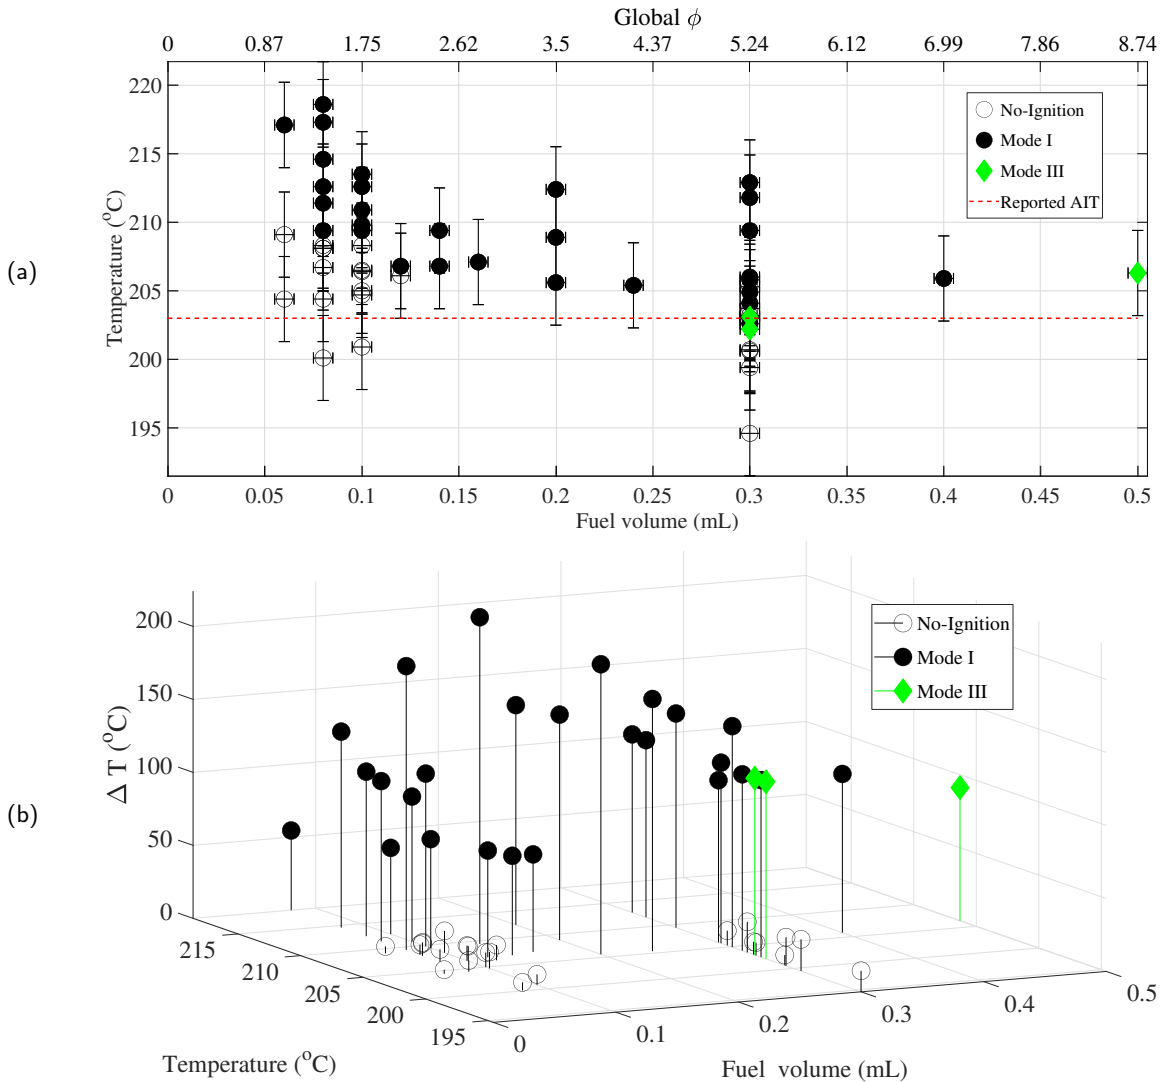 Global ϕ
0 0.87 1.75 2.62 3.5 4.37 5.24 6.12 6.99 7.86 8.74
(a)
Temperature (°C)
220
215
210
205
200
195
No-Ignition
Mode I
Mode III
Reported AIT
0 0.05 0.1 0.15 0.2 0.25 0.3 0.35 0.4 0.45 0.5
Fuel volume (mL)
(b)
Δ T (°C)
200
150
100
50
0
No-Ignition
Mode I
Mode III
215
210
205
200
195
Temperature (°C)
0
0.1
0.2
0.3
0.4
0.5
Fuel volume (mL)